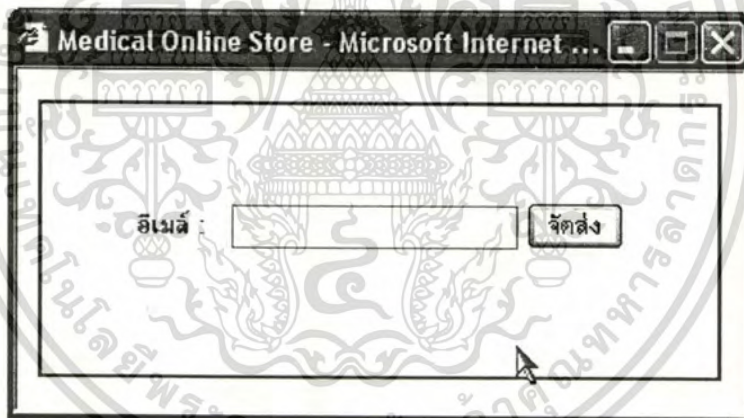 Medical Online Store - Microsoft Internet ...
อีเมล์ : จัดส่ง